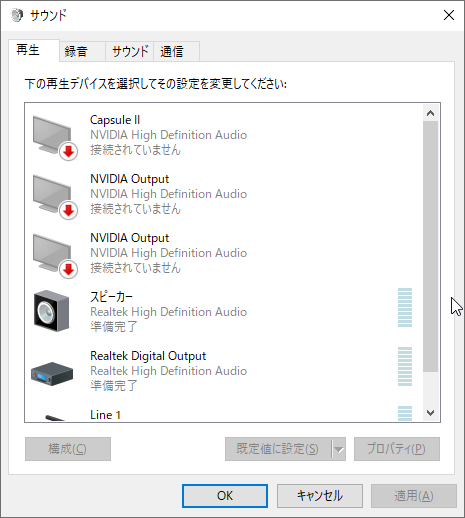 サウンド
再生 録音 サウンド 通信
下の再生デバイスを選択してその設定を変更してください:
Capsule II
NVIDIA High Definition Audio
接続されていません
NVIDIA Output
NVIDIA High Definition Audio
接続されていません
NVIDIA Output
NVIDIA High Definition Audio
接続されていません
スピーカー
Realtek High Definition Audio
準備完了
Realtek Digital Output
Realtek High Definition Audio
準備完了
Line 1
構成(C) 既定値に設定(S) プロパティ(P)
OK キャンセル 適用(A)